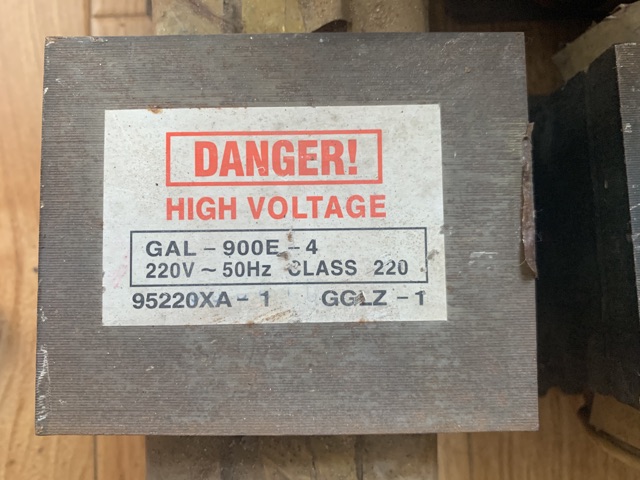 DANGER!
HIGH VOLTAGE
GAL-900E-4
220V~50Hz CLASS 220
95220XA-1 GGLZ-1